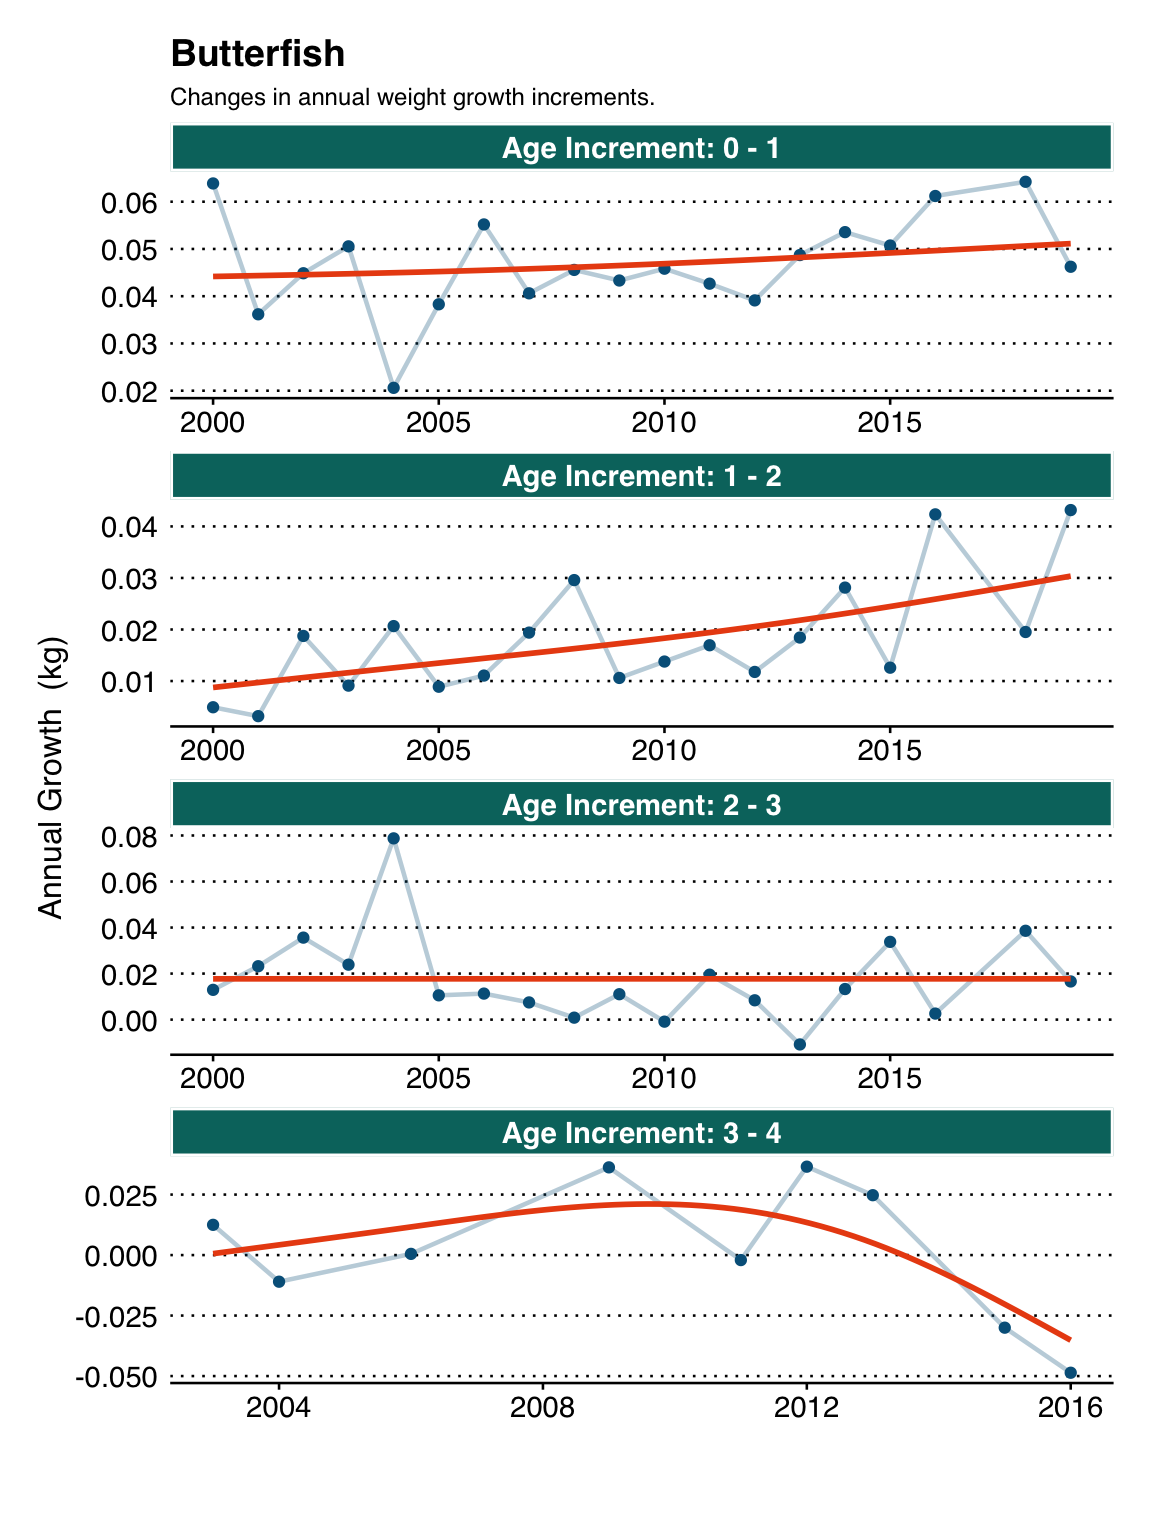 Butterfish
Changes in annual weight growth increments.
Age Increment: 0 - 1
0.06
0.05
0.04
0.03
0.02
2000 2005 2010 2015
Age Increment: 1 - 2
0.04
0.03
0.02
0.01
2000 2005 2010 2015
Annual Growth (kg)
Age Increment: 2 - 3
0.08
0.06
0.04
0.02
0.00
2000 2005 2010 2015
Age Increment: 3 - 4
0.025
0.000
-0.025
-0.050
2004 2008 2012 2016